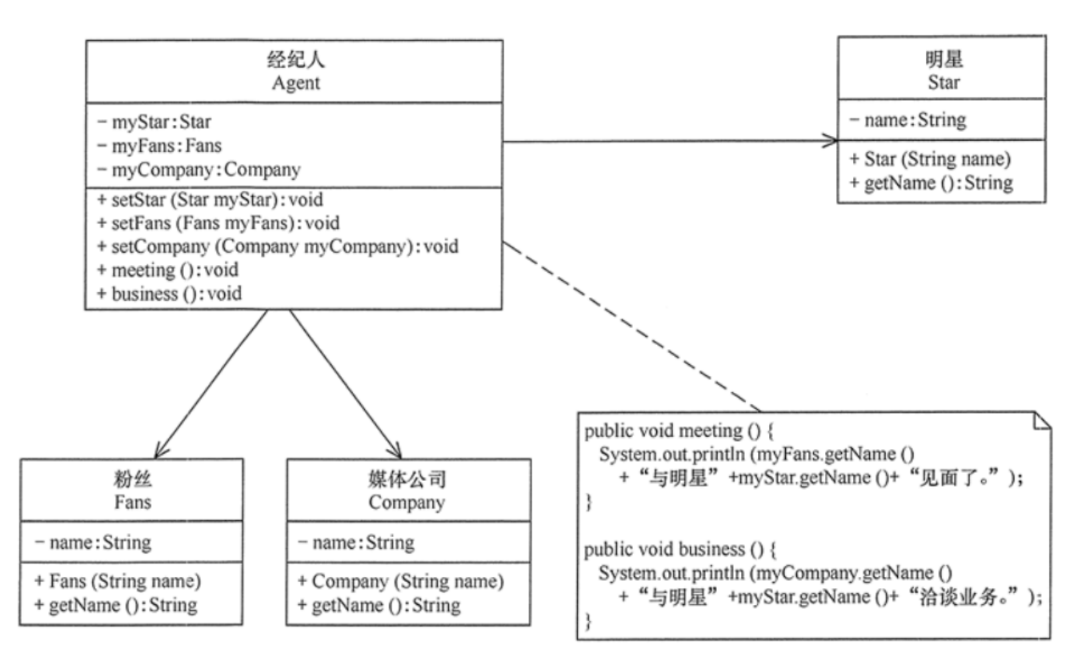 经纪人
Agent
- myStar:Star
- myFans:Fans
- myCompany:Company
+ setStar (Star myStar):void
+ setFans (Fans myFans):void
+ setCompany (Company myCompany):void
+ meeting ():void
+ business ():void
明星
Star
- name:String
+ Star (String name)
+ getName ():String
粉丝
Fans
- name:String
+ Fans (String name)
+ getName ():String
媒体公司
Company
- name:String
+ Company (String name)
+ getName ():String
public void meeting () {
System.out.println (myFans.getName ()
+ “与明星” +myStar.getName ()+ “见面了。” );
}
public void business () {
System.out.println (myCompany.getName ()
+ “与明星” +myStar.getName ()+ “洽谈业务。” );
}